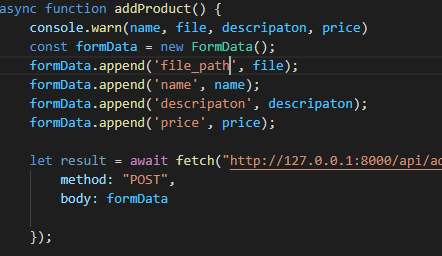 async function addProduct() {
console.warn(name, file, descripaton, price)
const formData = new FormData();
formData.append('file_path', file);
formData.append('name', name);
formData.append('descripaton', descripaton);
formData.append('price', price);
let result = await fetch("http://127.0.0.1:8000/api/ad
method: "POST",
body: formData
});